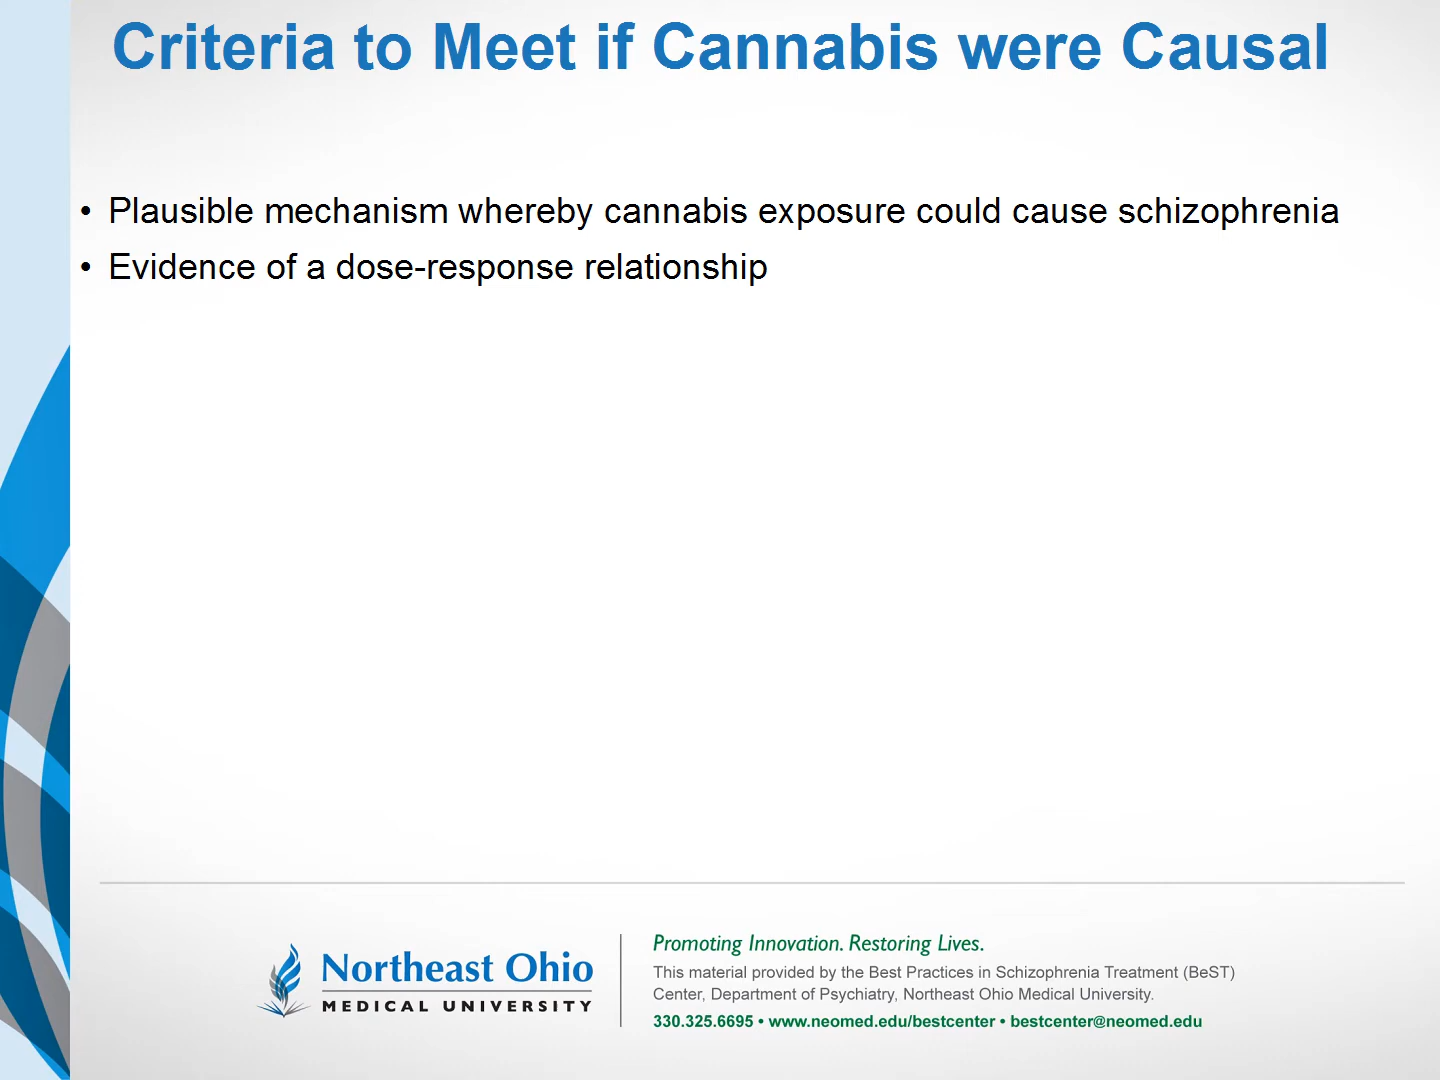 Criteria to Meet if Cannabis were Causal
• Plausible mechanism whereby cannabis exposure could cause schizophrenia
• Evidence of a dose-response relationship
Northeast Ohio
MEDICAL UNIVERSITY
Promoting Innovation. Restoring Lives.
This material provided by the Best Practices in Schizophrenia Treatment (BeST)
Center, Department of Psychiatry, Northeast Ohio Medical University.
330.325.6695 • www.neomed.edu/bestcenter • bestcenter@neomed.edu